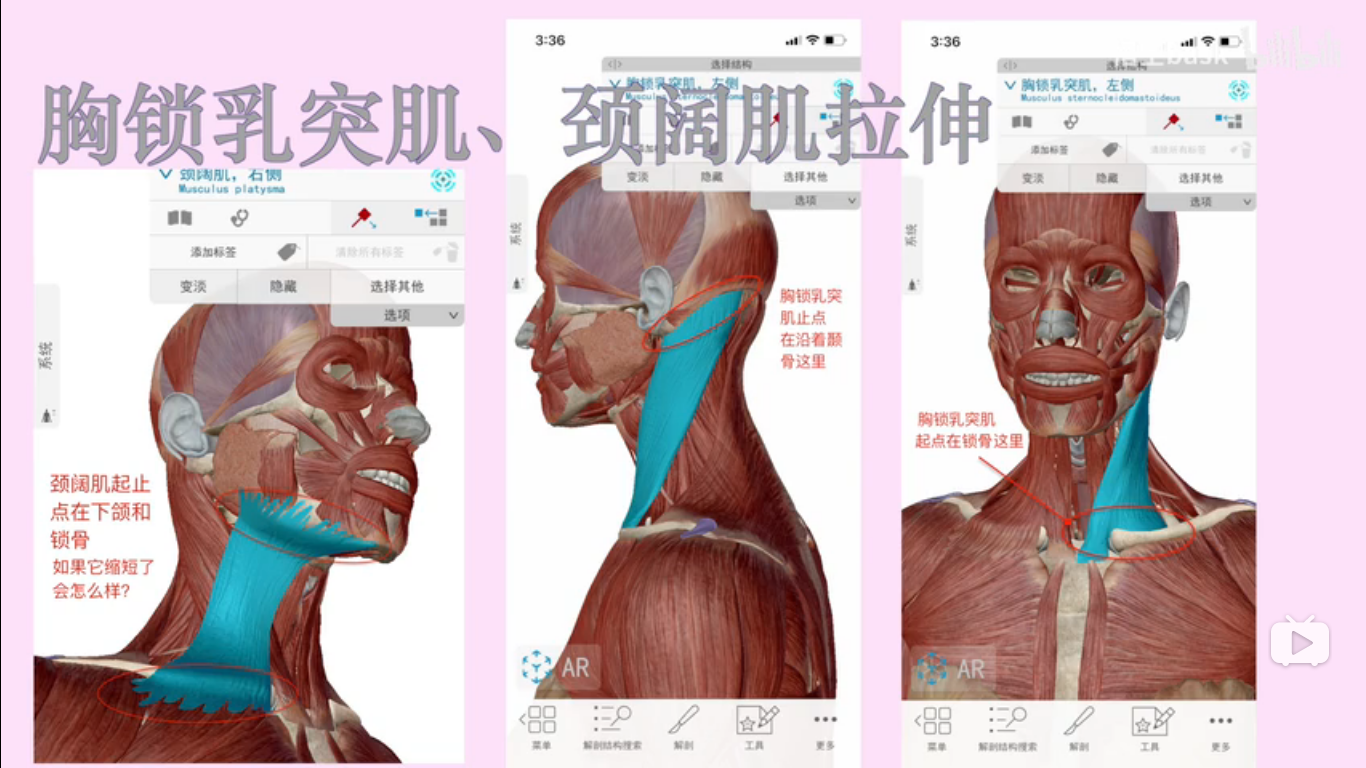 胸锁乳突肌、颈阔肌拉伸
颈阔肌，右侧
Musculus platysma
添加标签
清除所有标签
变淡
隐藏
选择其他
选项
系统
颈阔肌起止
点在下颌和
锁骨
如果它缩短了
会怎么样?
3:36
选择结构
胸锁乳突肌，左侧
Musculus sternocleidomastoideus
变淡
隐藏
选择其他
选项
系统
胸锁乳突
肌止点
在沿着颞
骨这里
AR
菜单
解剖结构搜索
解剖
工具
更多
3:36
选择结构
胸锁乳突肌，左侧
Musculus sternocleidomastoideus
添加标签
清除所有标签
变淡
隐藏
选择其他
选项
系统
胸锁乳突肌
起点在锁骨这里
AR
菜单
解剖结构搜索
解剖
工具
更多